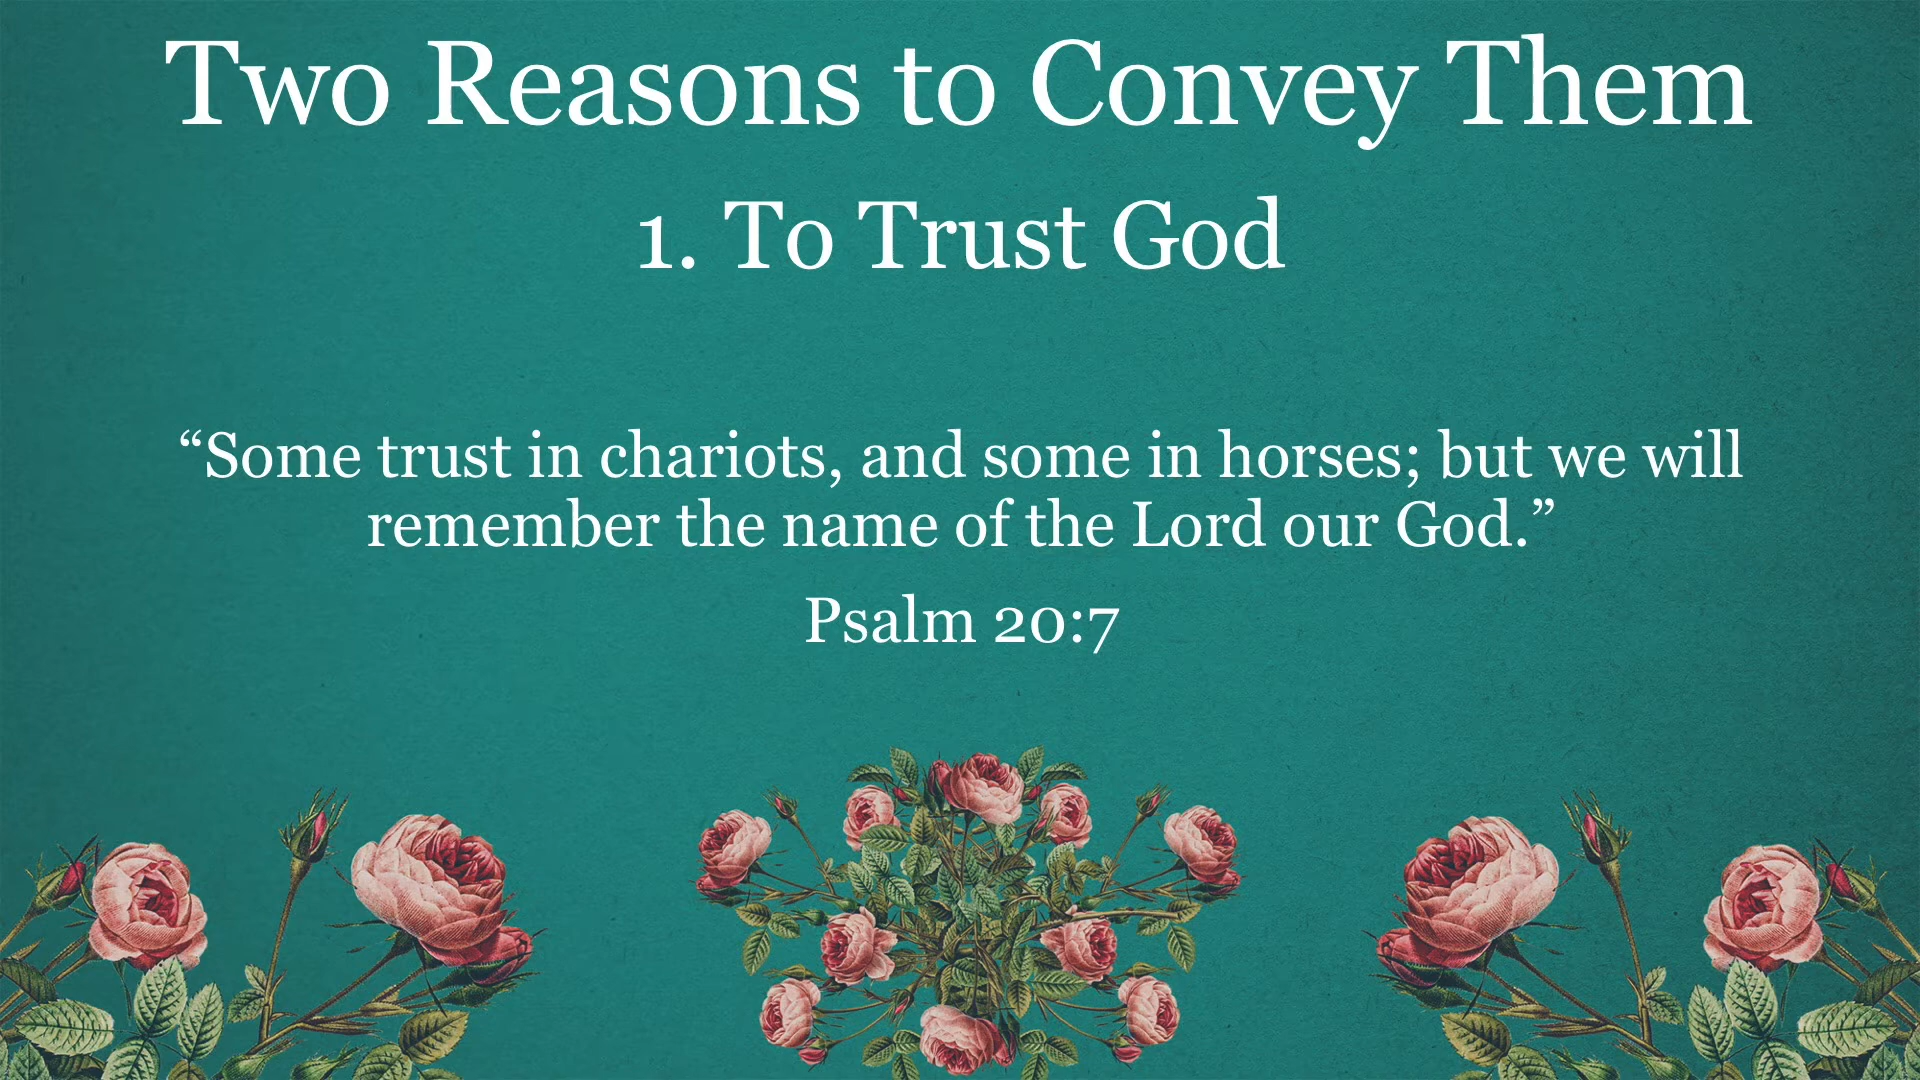 Two Reasons to Convey Them
1. To Trust God
“Some trust in chariots, and some in horses; but we will
remember the name of the Lord our God.”
Psalm 20:7